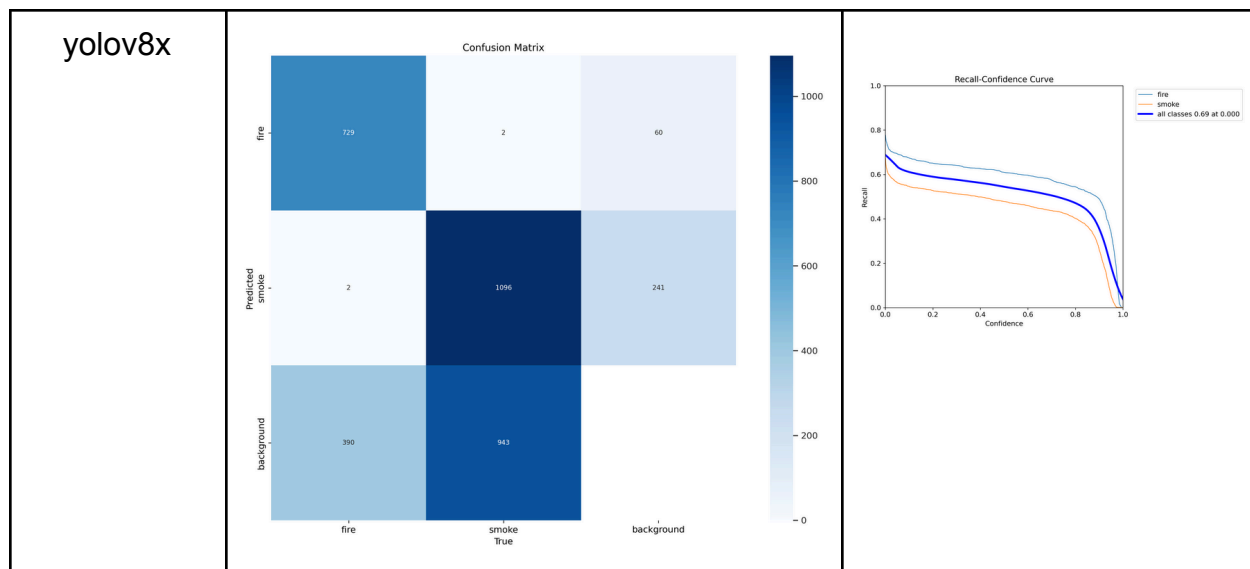 yolov8x
Confusion Matrix
fire
729
2
60
Predicted
smoke
2
1096
241
background
390
943
fire
smoke
background
True
1000
800
600
400
200
0
Recall-Confidence Curve
fire
smoke
all classes 0.69 at 0.000
1.0
0.8
0.6
0.4
0.2
0.0
Recall
0.0 0.2 0.4 0.6 0.8 1.0
Confidence